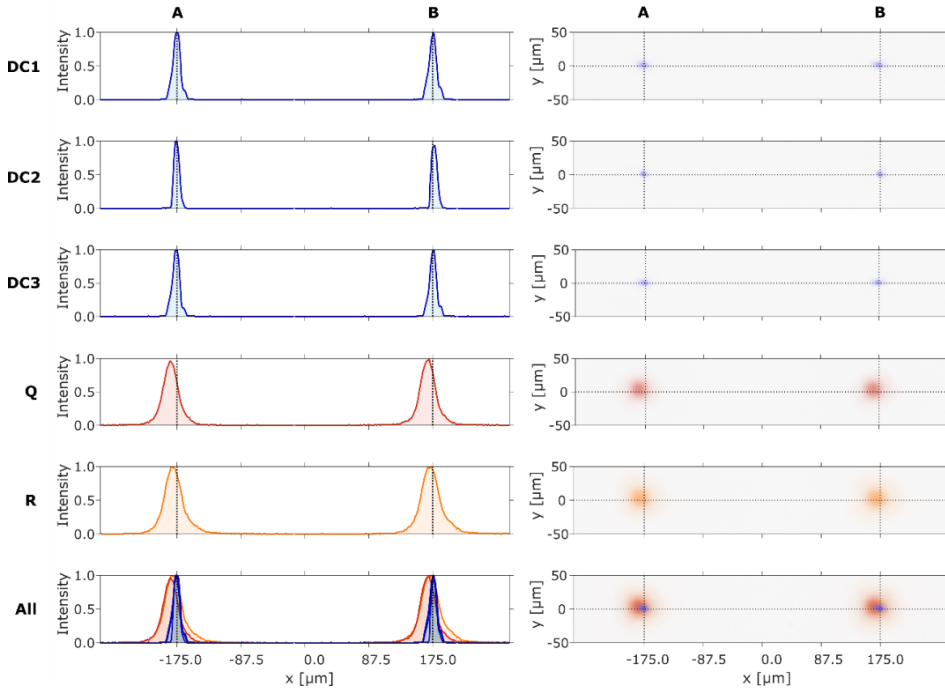 A B A B
DC1 Intensity 1.0 0.5 0.0 y [µm] 50 0 -50
DC2 Intensity 1.0 0.5 0.0 y [µm] 50 0 -50
DC3 Intensity 1.0 0.5 0.0 y [µm] 50 0 -50
Q Intensity 1.0 0.5 0.0 y [µm] 50 0 -50
R Intensity 1.0 0.5 0.0 y [µm] 50 0 -50
All Intensity 1.0 0.5 0.0 y [µm] 50 0 -50
-175.0 -87.5 0.0 87.5 175.0 -175.0 -87.5 0.0 87.5 175.0
x [µm] x [µm]